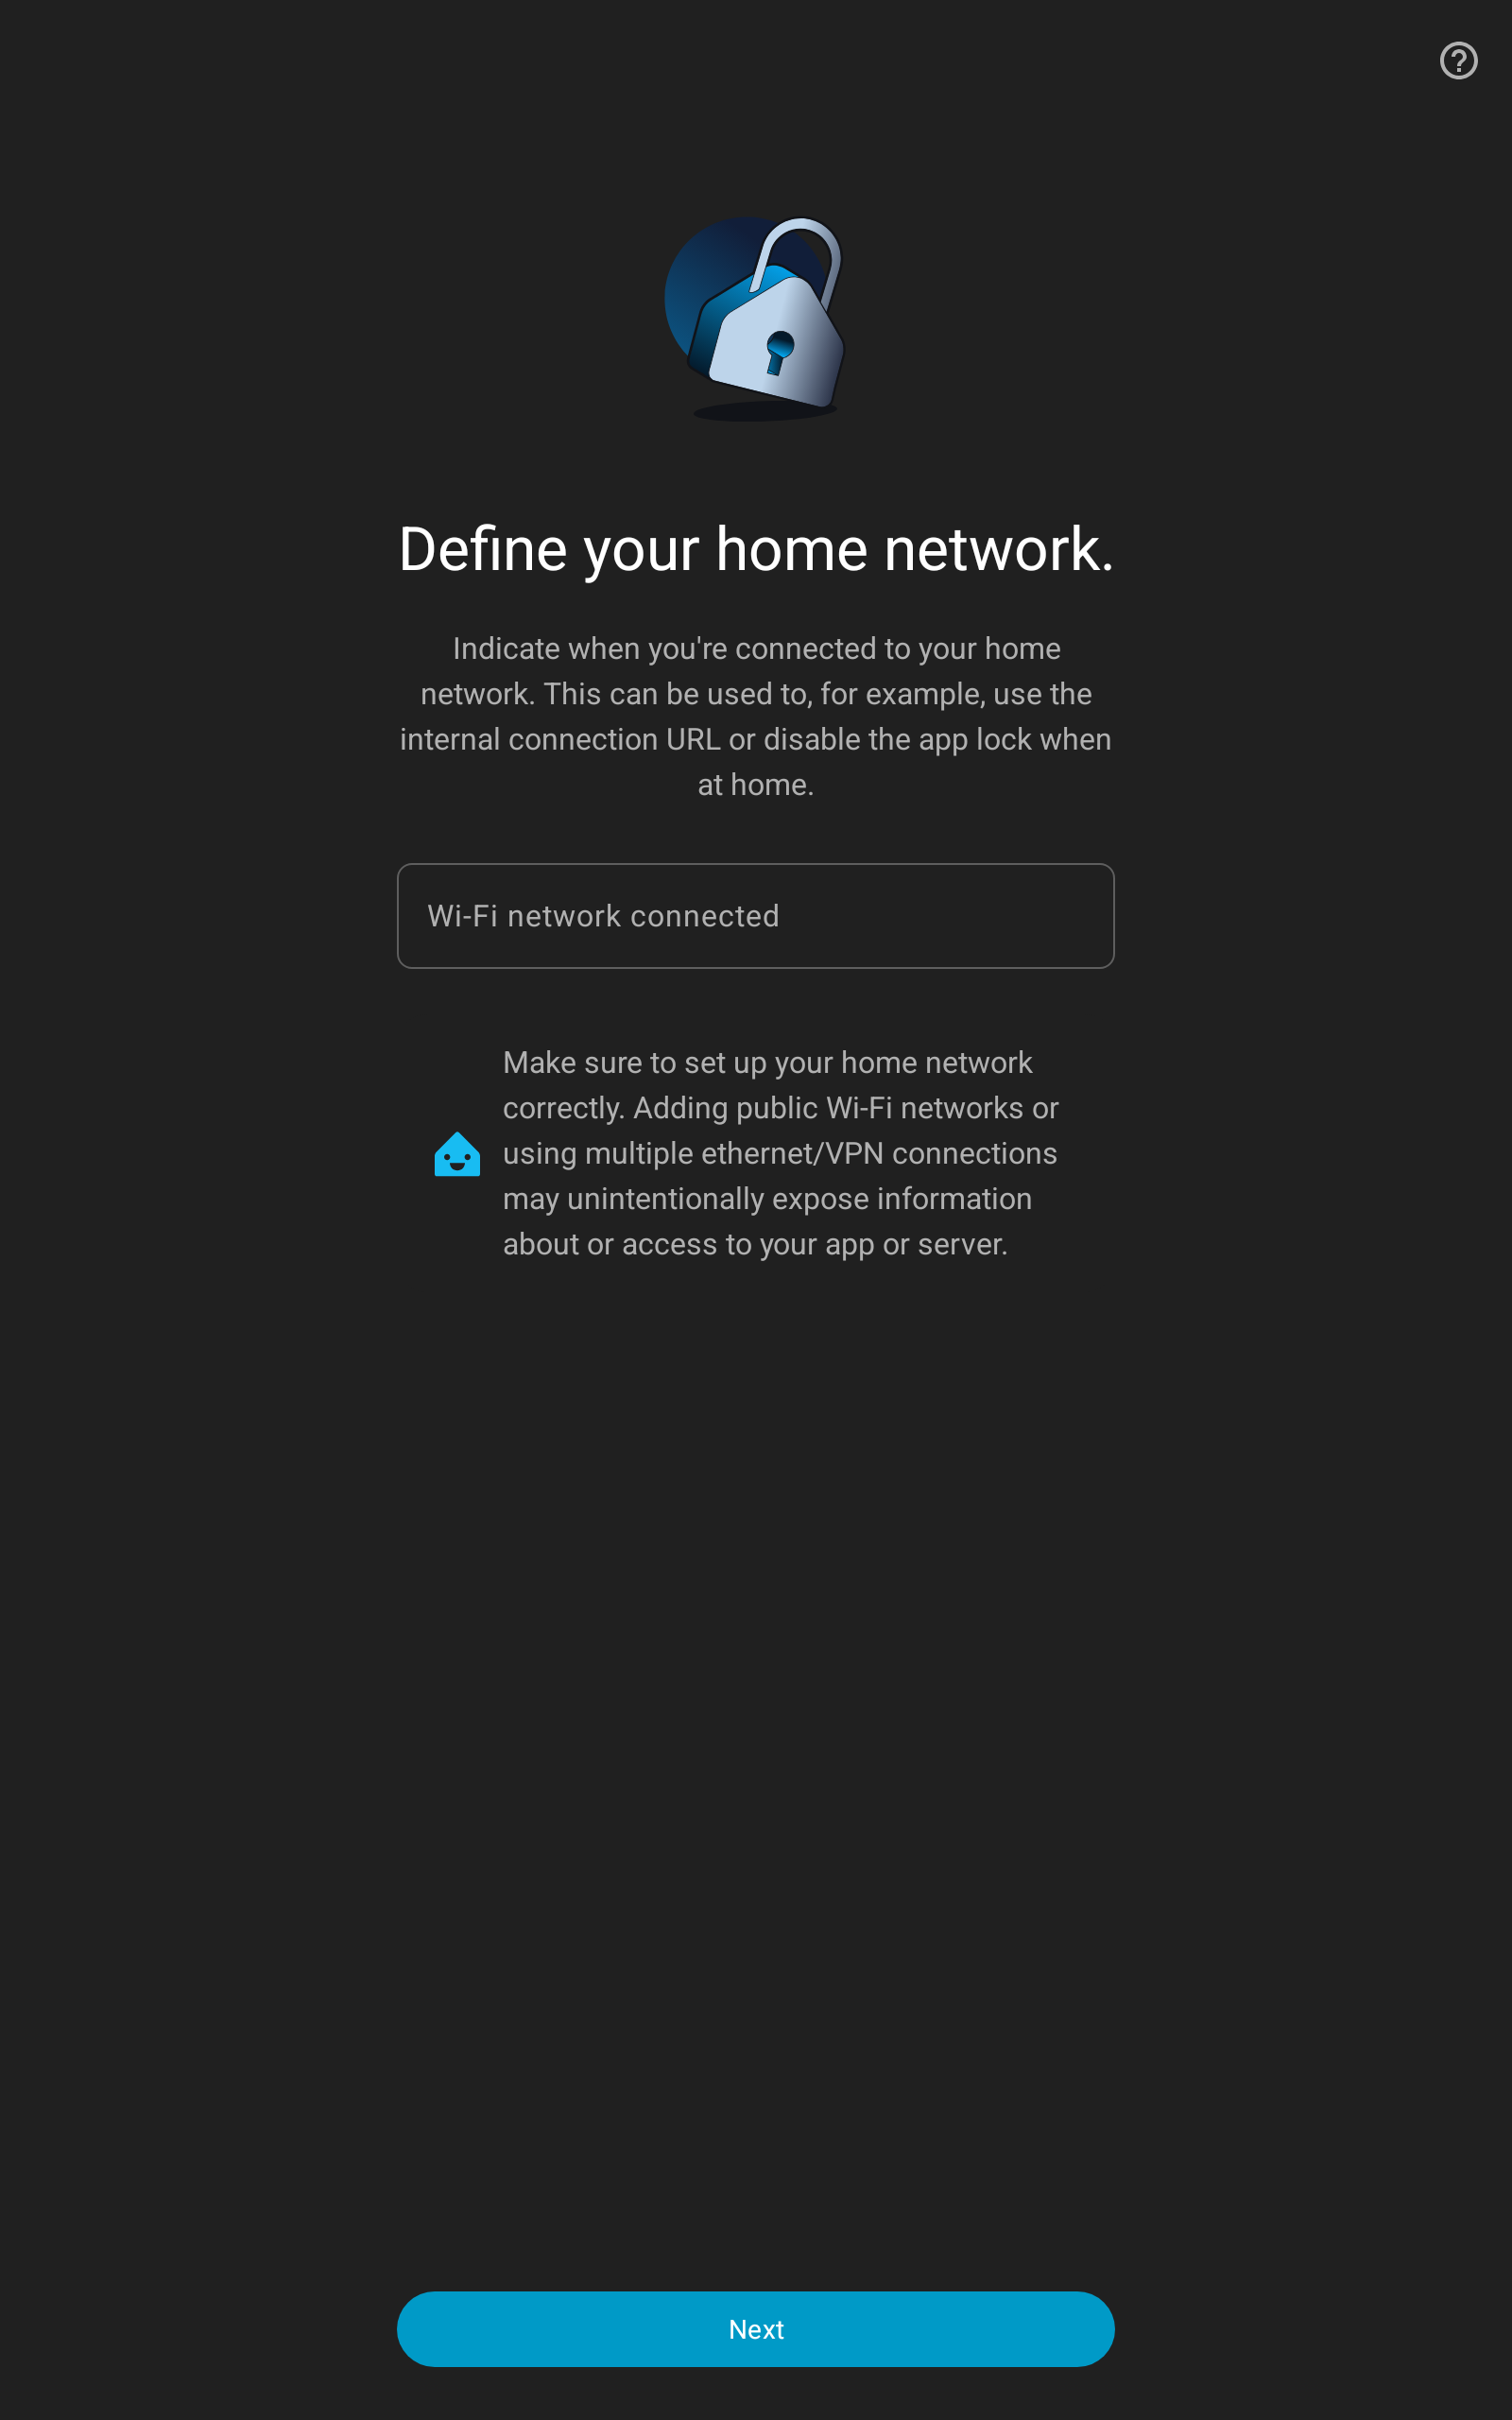 Define your home network.
Indicate when you're connected to your home
network. This can be used to, for example, use the
internal connection URL or disable the app lock when
at home.
Wi-Fi network connected
Make sure to set up your home network
correctly. Adding public Wi-Fi networks or
using multiple ethernet/VPN connections
may unintentionally expose information
about or access to your app or server.
Next